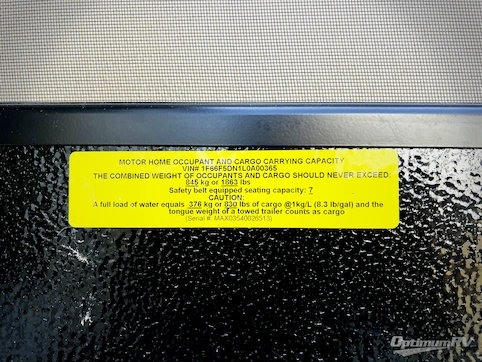 MOTOR HOME OCCUPANT AND CARGO CARRYING CAPACITY
VIN# 1F66F5DN1L0A00365
THE COMBINED WEIGHT OF OCCUPANTS AND CARGO SHOULD NEVER EXCEED:
845 kg or 1863 lbs
Safety belt equipped seating capacity: 7
CAUTION:
A full load of water equals 376 kg or 830 lbs of cargo @1kg/L (8.3 lb/gal) and the
tongue weight of a towed trailer counts as cargo
(Serial #: MAX03540026513)
OptimumRV